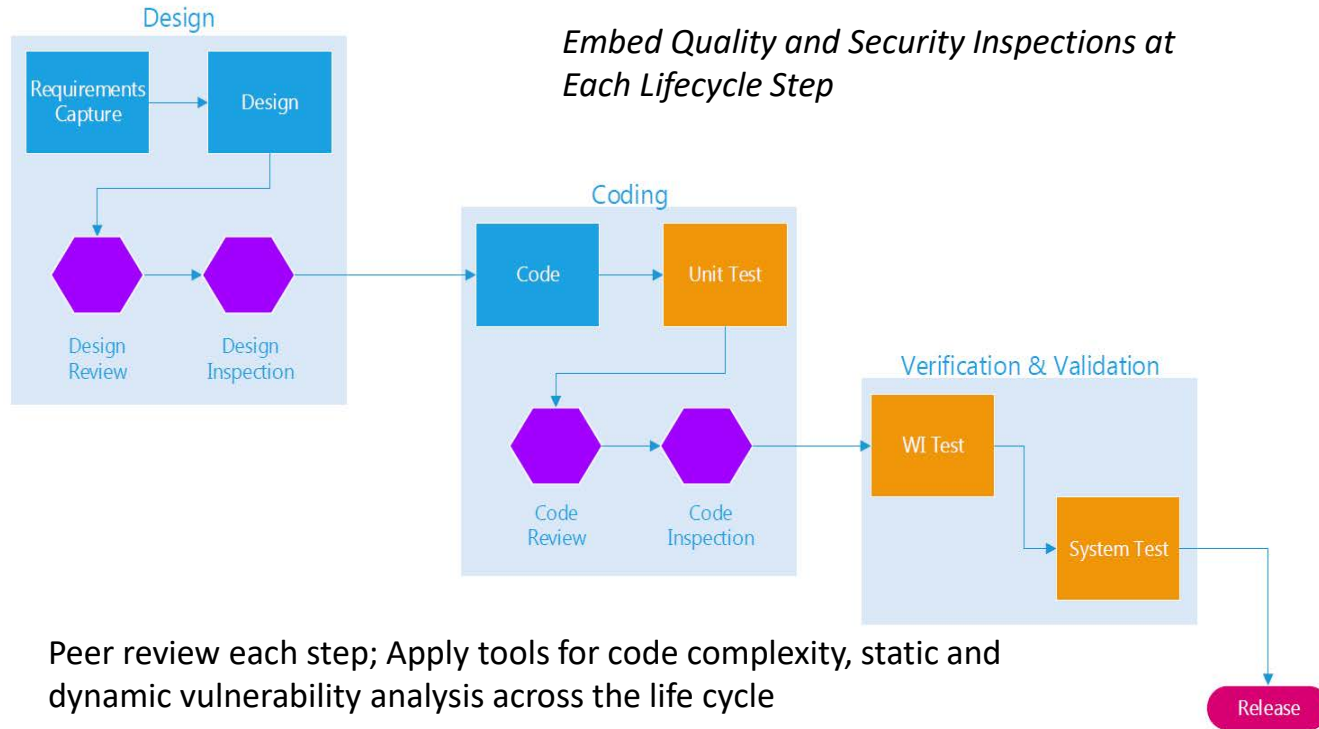 Design
Embed Quality and Security Inspections at
Each Lifecycle Step
Requirements
Capture
Design
Design
Review
Design
Inspection
Coding
Code
Unit Test
Code
Review
Code
Inspection
Verification & Validation
WI Test
System Test
Peer review each step; Apply tools for code complexity, static and
dynamic vulnerability analysis across the life cycle
Release